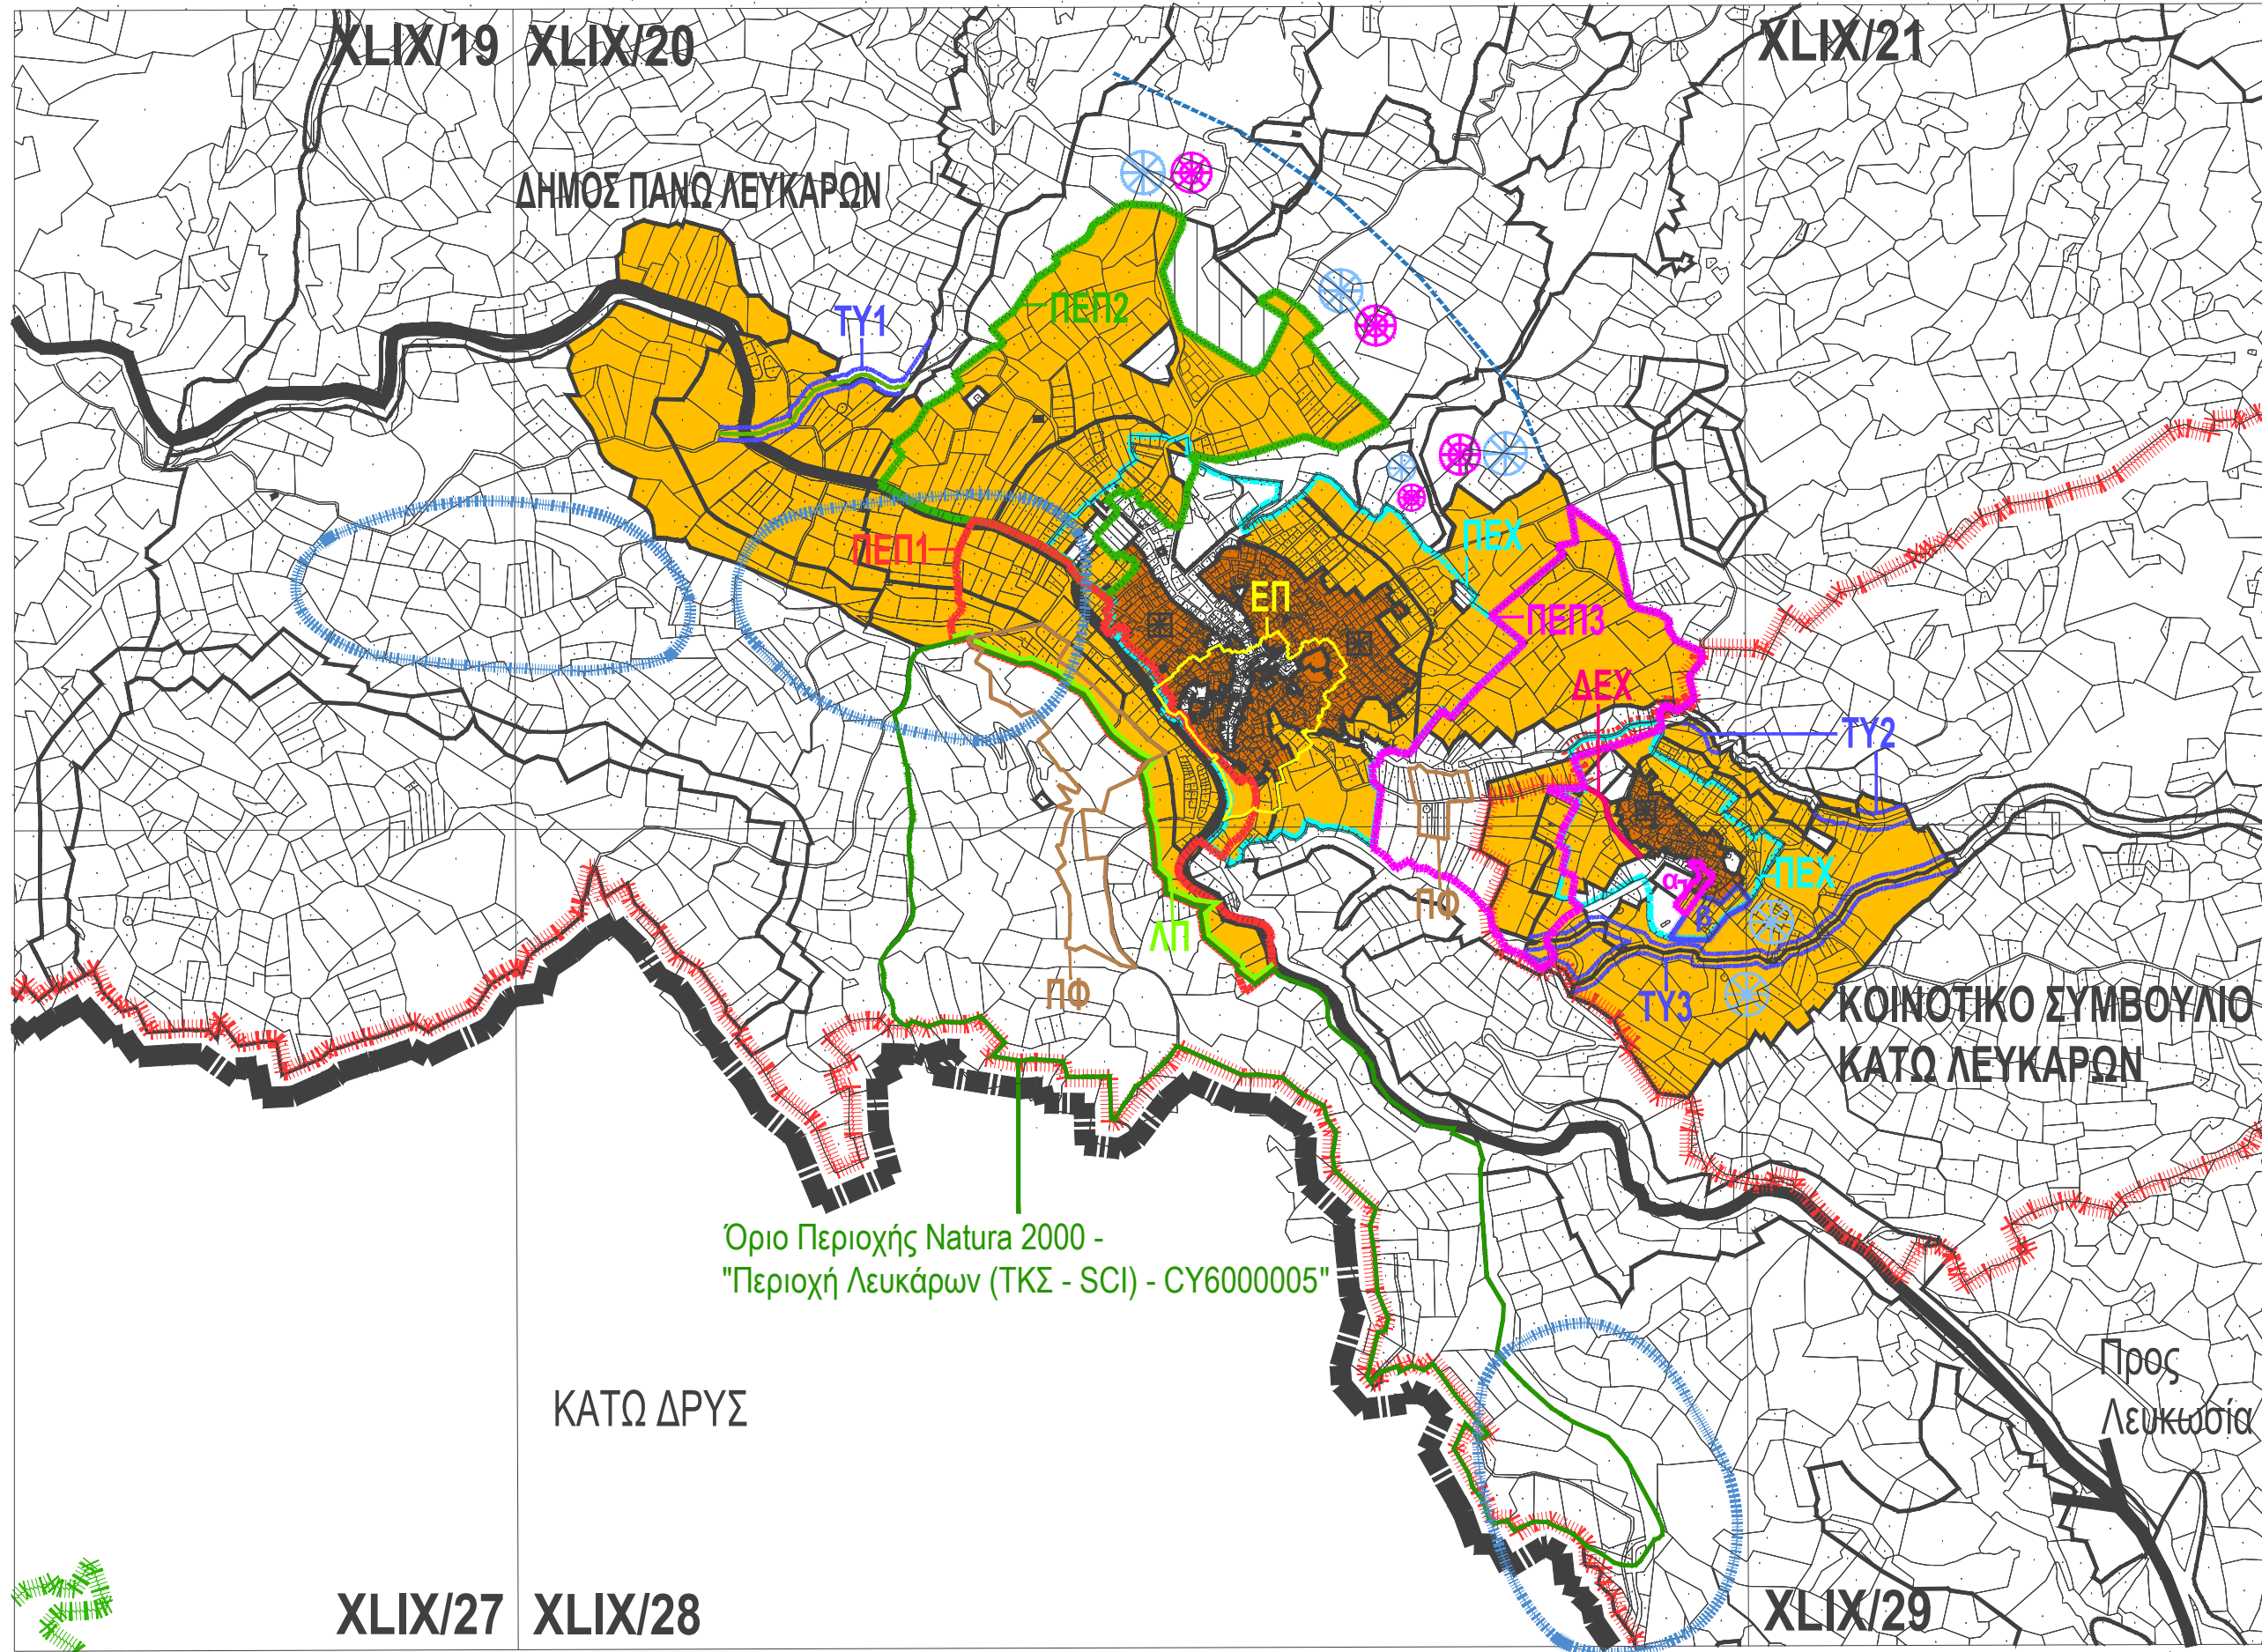 XLIX/19 XLIX/20
XLIX/21
ΔΗΜΟΣ ΠΑΝΩ ΛΕΥΚΑΡΩΝ
ΤΥ1
ΠΕΠ2
ΠΕΠ1
ΠΕΧ
ΕΠ
ΠΕΠ3
ΔΕΧ
ΤΥ2
ΠΕΧ
α
β
ΠΦ
ΛΠ
ΠΦ
ΤΥ3
ΚΟΙΝΟΤΙΚΟ ΣΥΜΒΟΥΛΙΟ
ΚΑΤΩ ΛΕΥΚΑΡΩΝ
Όριο Περιοχής Natura 2000 -
"Περιοχή Λευκάρων (ΤΚΣ - SCI) - CY6000005"
ΚΑΤΩ ΔΡΥΣ
Προς
Λευκωσία
XLIX/27 XLIX/28
XLIX/29